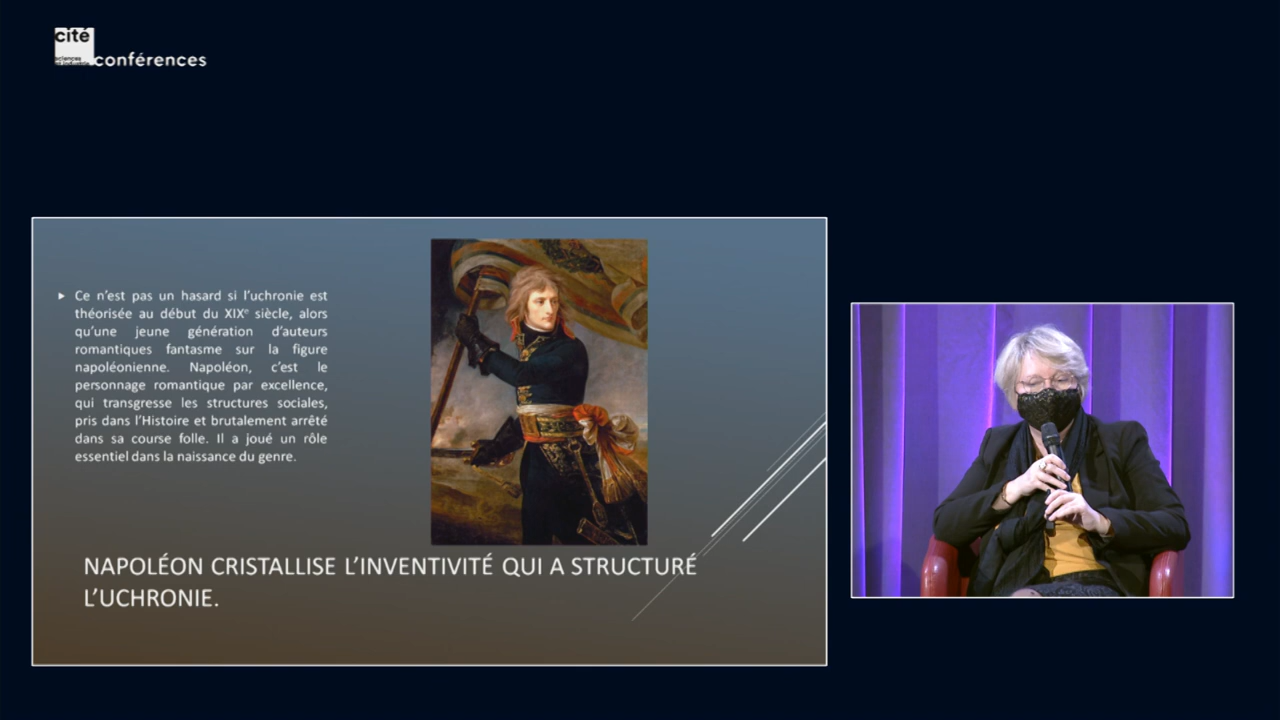 cité
sciences
et industrie
conférences
Ce n’est pas un hasard si l’uchronie est
théorisée au début du XIXe siècle, alors
qu’une jeune génération d’auteurs
romantiques fantasme sur la figure
napoléonienne. Napoléon, c’est le
personnage romantique par excellence,
qui transgresse les structures sociales,
pris dans l’Histoire et brutalement arrêté
dans sa course folle. Il a joué un rôle
essentiel dans la naissance du genre.
NAPOLÉON CRISTALLISE L’INVENTIVITÉ QUI A STRUCTURÉ
L’UCHRONIE.